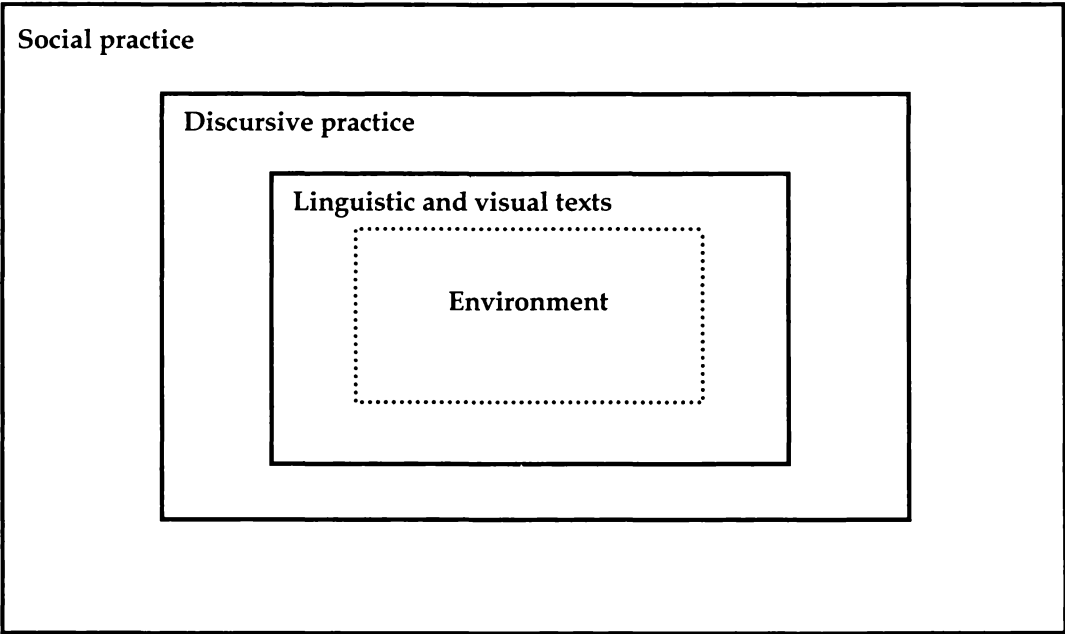 Social practice
Discursive practice
Linguistic and visual texts
Environment